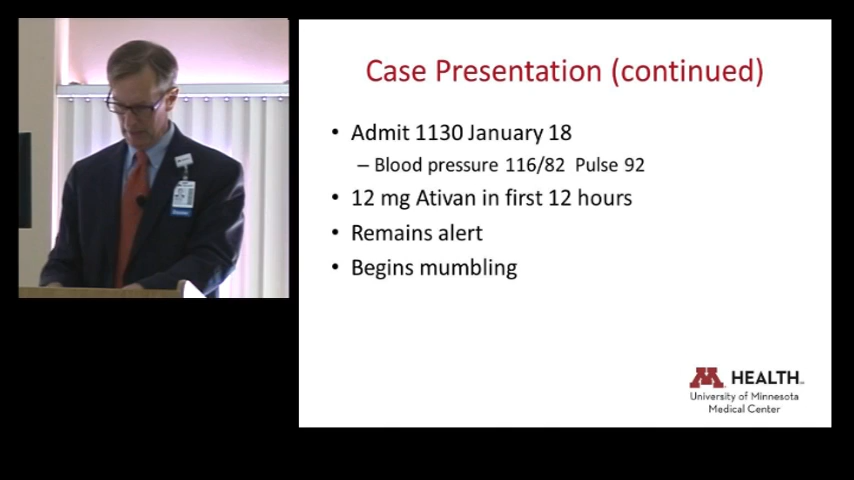 Case Presentation (continued)
• Admit 1130 January 18
– Blood pressure 116/82 Pulse 92
• 12 mg Ativan in first 12 hours
• Remains alert
• Begins mumbling
M HEALTH
University of Minnesota
Medical Center